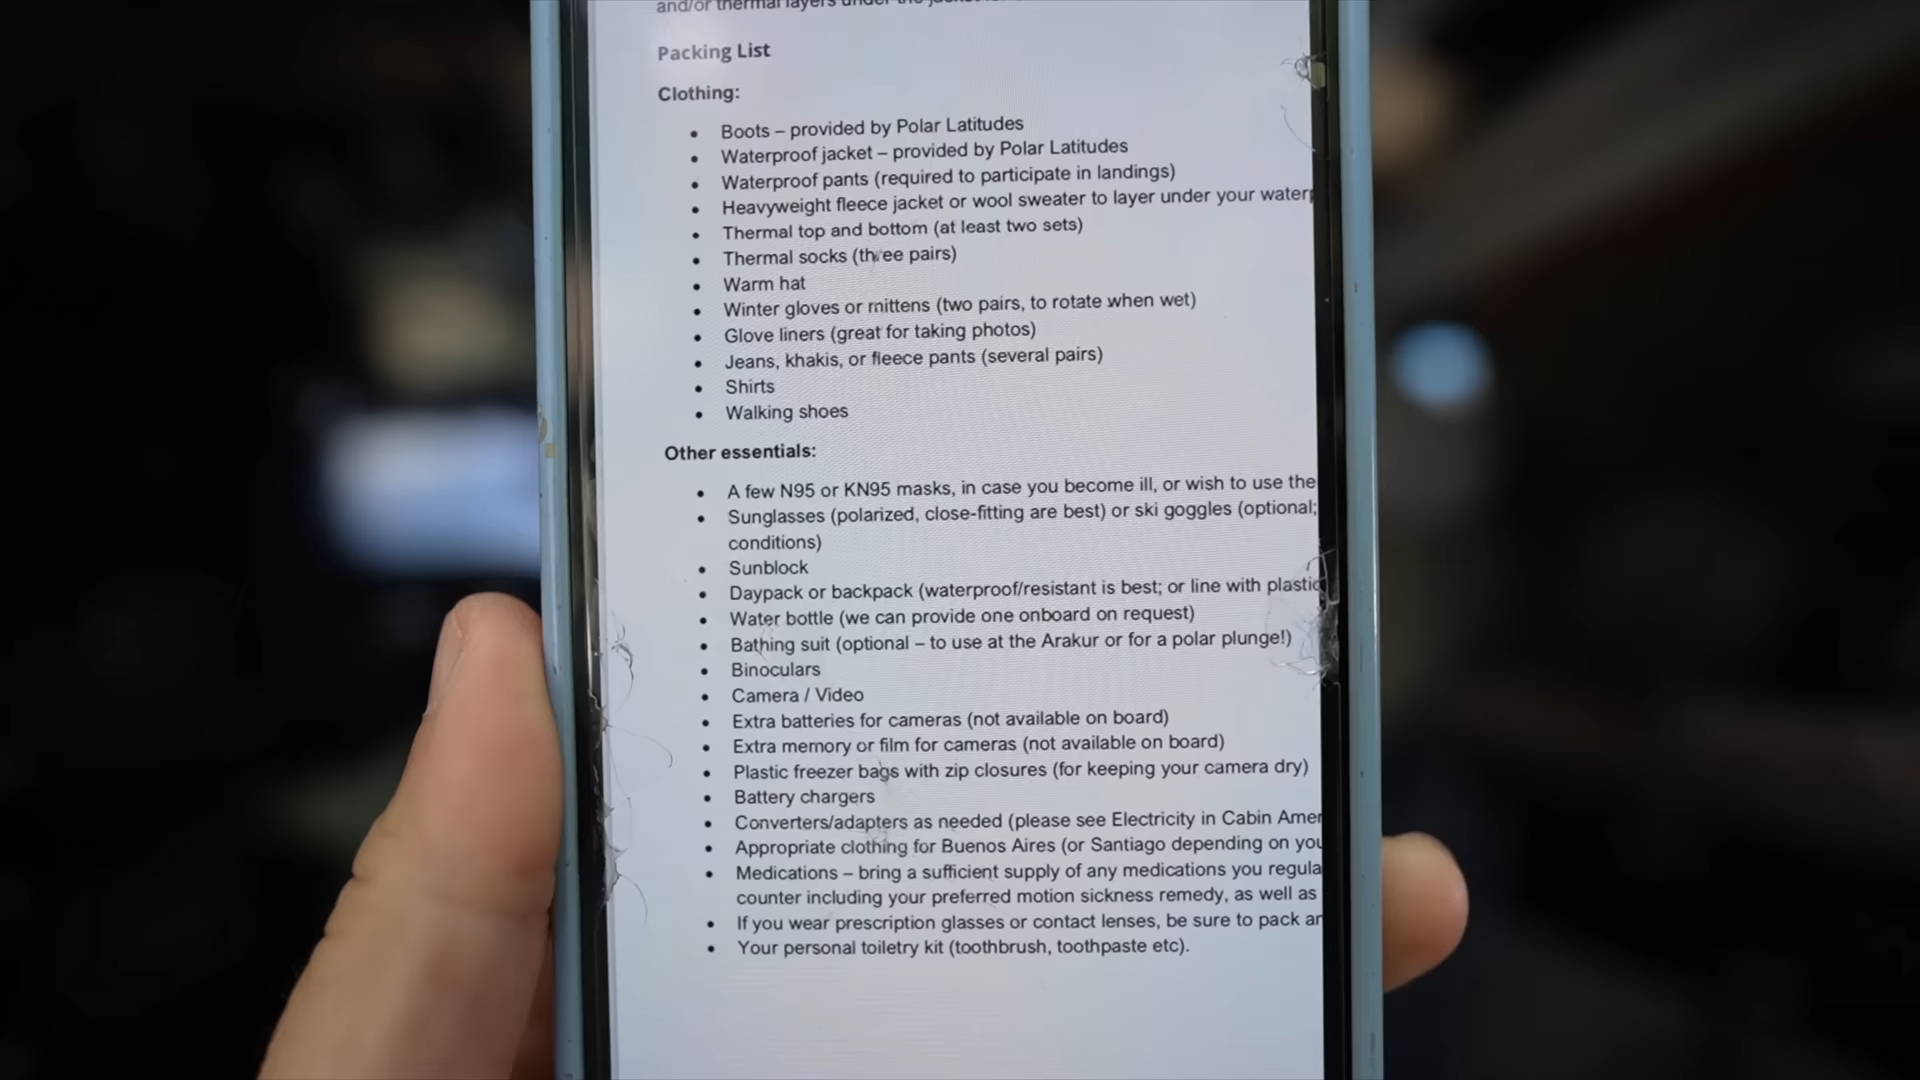 and/or thermal layers under the jacket
Packing List
Clothing:
• Boots – provided by Polar Latitudes
• Waterproof jacket – provided by Polar Latitudes
• Waterproof pants (required to participate in landings)
• Heavyweight fleece jacket or wool sweater to layer under your
• Thermal top and bottom (at least two sets)
• Thermal socks (three pairs)
• Warm hat
• Winter gloves or mittens (two pairs, to rotate when wet)
• Glove liners (great for taking photos)
• Jeans, khakis, or fleece pants (several pairs)
• Shirts
• Walking shoes
Other essentials:
• A few N95 or KN95 masks, in case you become ill, or wish to use the
• Sunglasses (polarized, close-fitting are best) or ski goggles (optional;
conditions)
• Sunblock
• Daypack or backpack (waterproof/resistant is best; or line with plastic
• Water bottle (we can provide one onboard on request)
• Bathing suit (optional – to use at the Arakur or for a polar plunge!)
• Binoculars
• Camera / Video
• Extra batteries for cameras (not available on board)
• Extra memory or film for cameras (not available on board)
• Plastic freezer bags with zip closures (for keeping your camera dry)
• Battery chargers
• Converters/adapters as needed (please see Electricity in Cabin Amer
• Appropriate clothing for Buenos Aires (or Santiago depending on you
• Medications – bring a sufficient supply of any medications you regula
counter including your preferred motion sickness remedy, as well as
• If you wear prescription glasses or contact lenses, be sure to pack an
• Your personal toiletry kit (toothbrush, toothpaste etc).